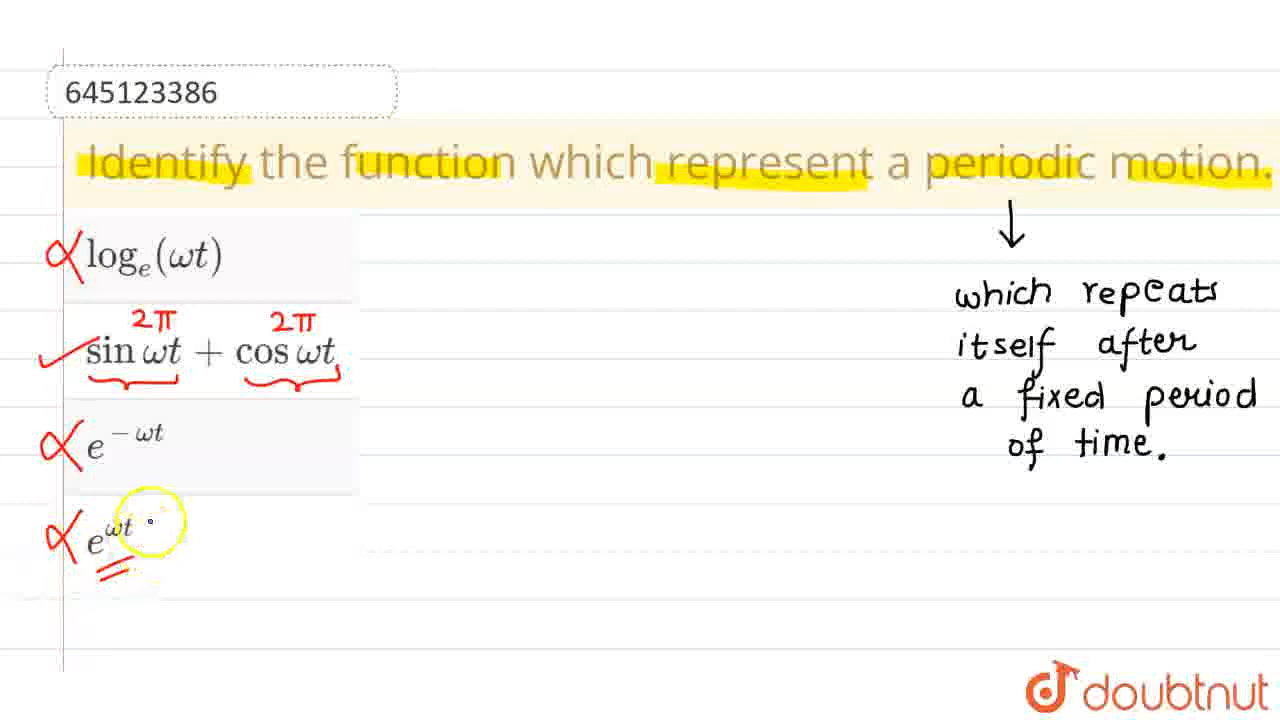 645123386
Identify the function which represent a periodic motion.
logₑ(ωt)
2π 2π
sin ωt + cos ωt
e^{-ωt}
e^{ωt}
↓
which repeats
itself after
a fixed period
of time.
doubtnut